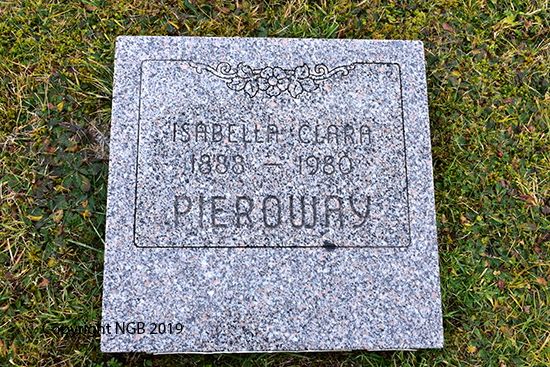 ISABELLA CLARA
1888 — 1980
PIEROWAY
Copyright NGB 2019